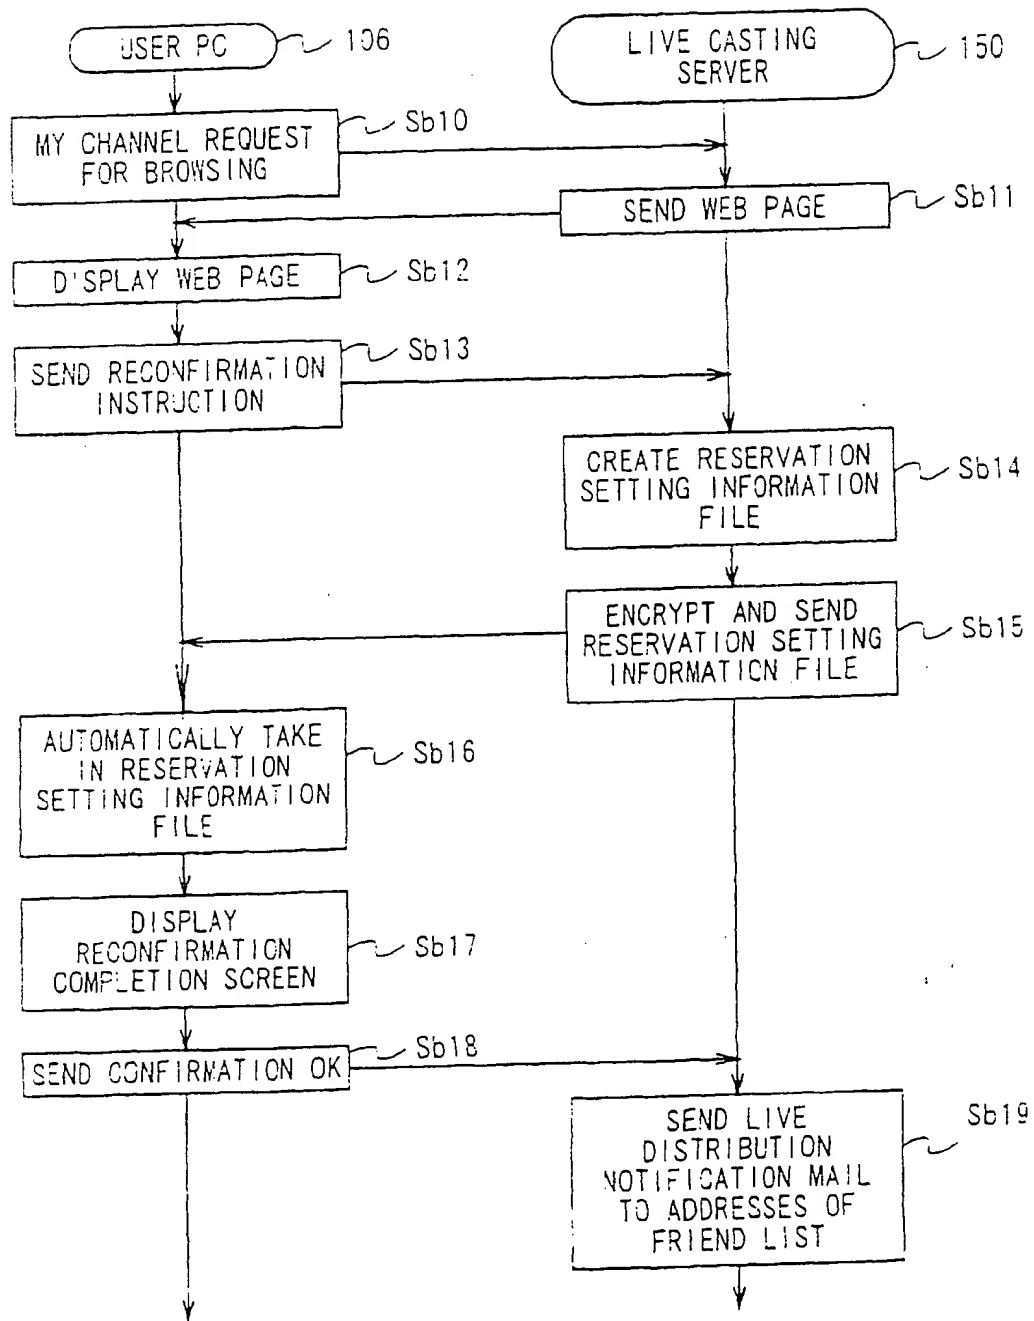 USER PC
106
LIVE CASTING
SERVER
150
MY CHANNEL REQUEST
FOR BROWSING
Sb10
SEND WEB PAGE
Sb11
D'SPLAY WEB PAGE
Sb12
SEND RECONFIRMATION
INSTRUCTION
Sb13
CREATE RESERVATION
SETTING INFORMATION
FILE
Sb14
ENCRYPT AND SEND
RESERVATION SETTING
INFORMATION FILE
Sb15
AUTOMATICALLY TAKE
IN RESERVATION
SETTING INFORMATION
FILE
Sb16
DISPLAY
RECONFIRMATION
COMPLETION SCREEN
Sb17
SEND CONFIRMATION OK
Sb18
SEND LIVE
DISTRIBUTION
NOTIFICATION MAIL
TO ADDRESSES OF
FRIEND LIST
Sb19